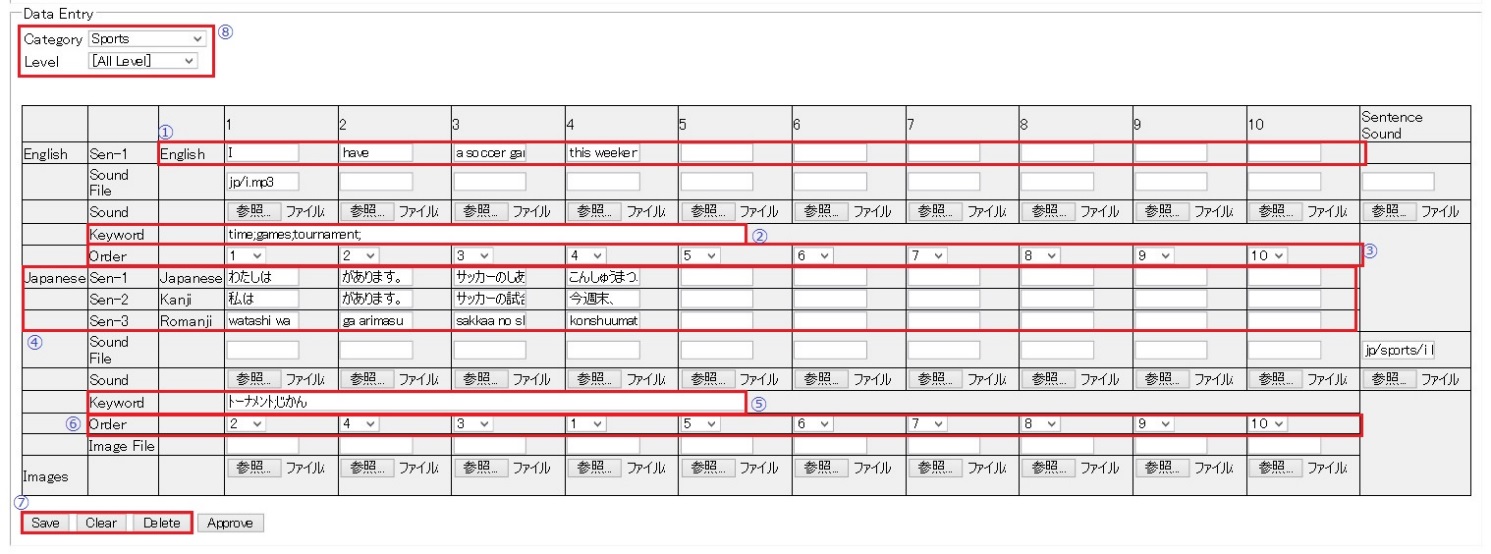 Data Entry
Category Sports ⑧
Level [All Level]
① 1 2 3 4 5 6 7 8 9 10 Sentence Sound
English Sen-1 English I have a soccer gai this weeker
Sound File jp/i.mp3
Sound 参照... ファイル 参照... ファイル 参照... ファイル 参照... ファイル 参照... ファイル 参照... ファイル 参照... ファイル 参照... ファイル 参照... ファイル 参照... ファイル 参照... ファイル
Keyword time;games;tournament; ②
Order 1 2 3 4 5 6 7 8 9 10 ③
Japanese Sen-1 Japanese わたしは があります。 サッカーのしあ こんしゅうまつ
Sen-2 Kanji 私は があります。 サッカーの試合 今週末、
Sen-3 Romanji watashi wa ga arimasu sakkaa no sl konshuumat
④ Sound File jp/sports/i l
Sound 参照... ファイル 参照... ファイル 参照... ファイル 参照... ファイル 参照... ファイル 参照... ファイル 参照... ファイル 参照... ファイル 参照... ファイル 参照... ファイル 参照... ファイル
Keyword トーナメント;じかん ⑤
⑥ Order 2 4 3 1 5 6 7 8 9 10
Image File
Images 参照... ファイル 参照... ファイル 参照... ファイル 参照... ファイル 参照... ファイル 参照... ファイル 参照... ファイル 参照... ファイル 参照... ファイル 参照... ファイル
⑦
Save Clear Delete Approve